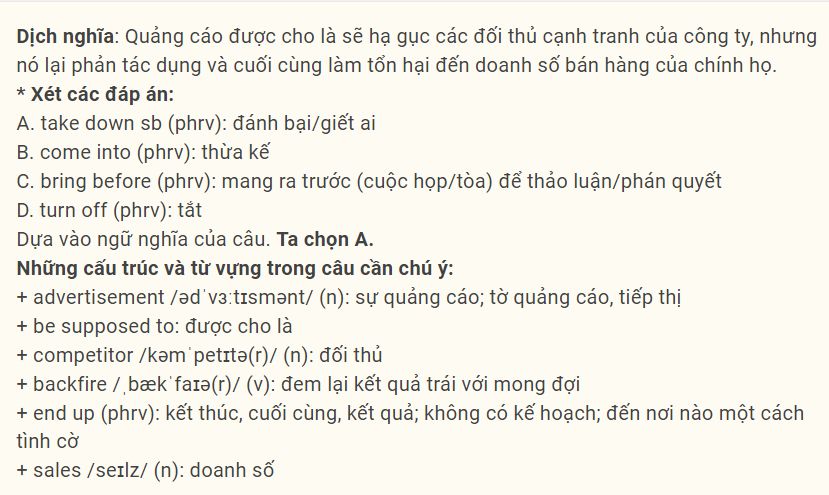 Dịch nghĩa: Quảng cáo được cho là sẽ hạ gục các đối thủ cạnh tranh của công ty, nhưng
nó lại phản tác dụng và cuối cùng làm tổn hại đến doanh số bán hàng của chính họ.
* Xét các đáp án:
A. take down sb (phrv): đánh bại/giết ai
B. come into (phrv): thừa kế
C. bring before (phrv): mang ra trước (cuộc họp/tòa) để thảo luận/phán quyết
D. turn off (phrv): tắt
Dựa vào ngữ nghĩa của câu. Ta chọn A.
Những cấu trúc và từ vựng trong câu cần chú ý:
+ advertisement /ədˈvɜːtɪsmənt/ (n): sự quảng cáo; tờ quảng cáo, tiếp thị
+ be supposed to: được cho là
+ competitor /kəmˈpetɪtə(r)/ (n): đối thủ
+ backfire /ˌbækˈfaɪə(r)/ (v): đem lại kết quả trái với mong đợi
+ end up (phrv): kết thúc, cuối cùng, kết quả; không có kế hoạch; đến nơi nào một cách
tình cờ
+ sales /seɪlz/ (n): doanh số